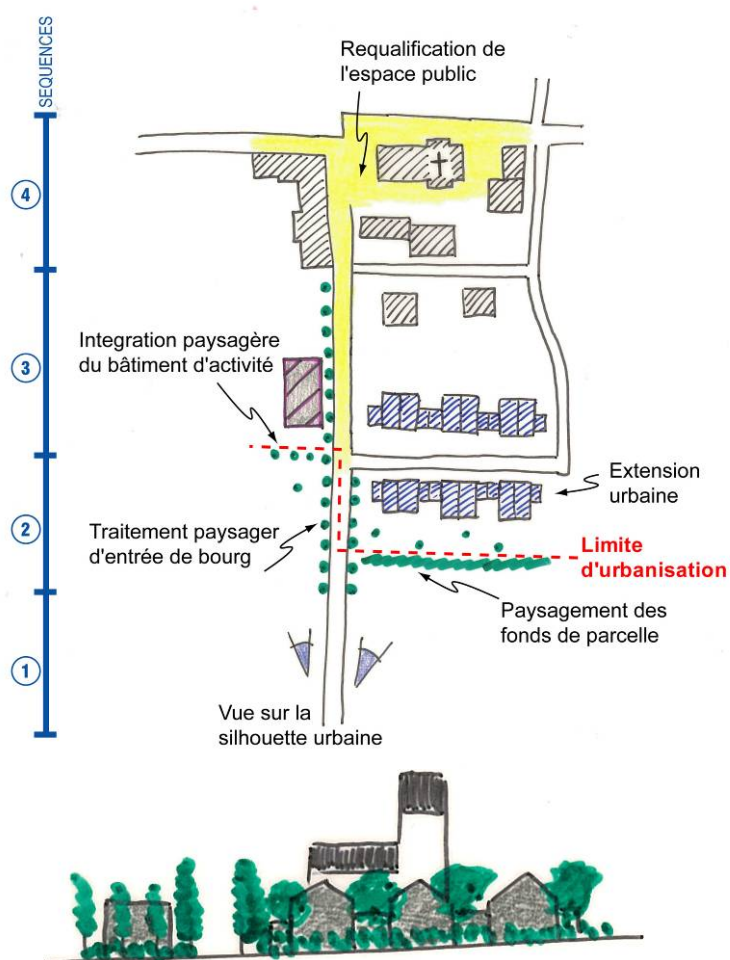 SEQUENCES
Requalification de
l'espace public
4
Integration paysagère
du bâtiment d'activité
3
Extension
urbaine
Traitement paysager
d'entrée de bourg
2
Limite
d'urbanisation
Paysagement des
fonds de parcelle
1
Vue sur la
silhouette urbaine